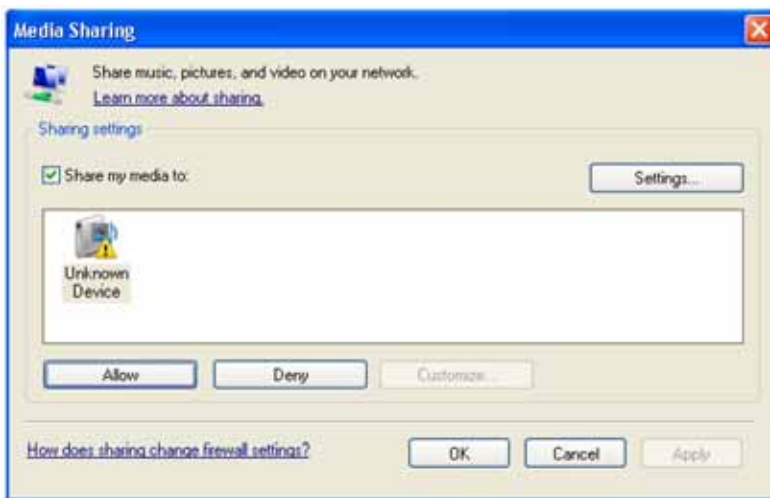 Media Sharing
Share music, pictures, and video on your network.
Learn more about sharing.
Sharing settings
Share my media to:
Settings...
Unknown
Device
Allow
Deny
Customize...
How does sharing change firewall settings?
OK
Cancel
Apply